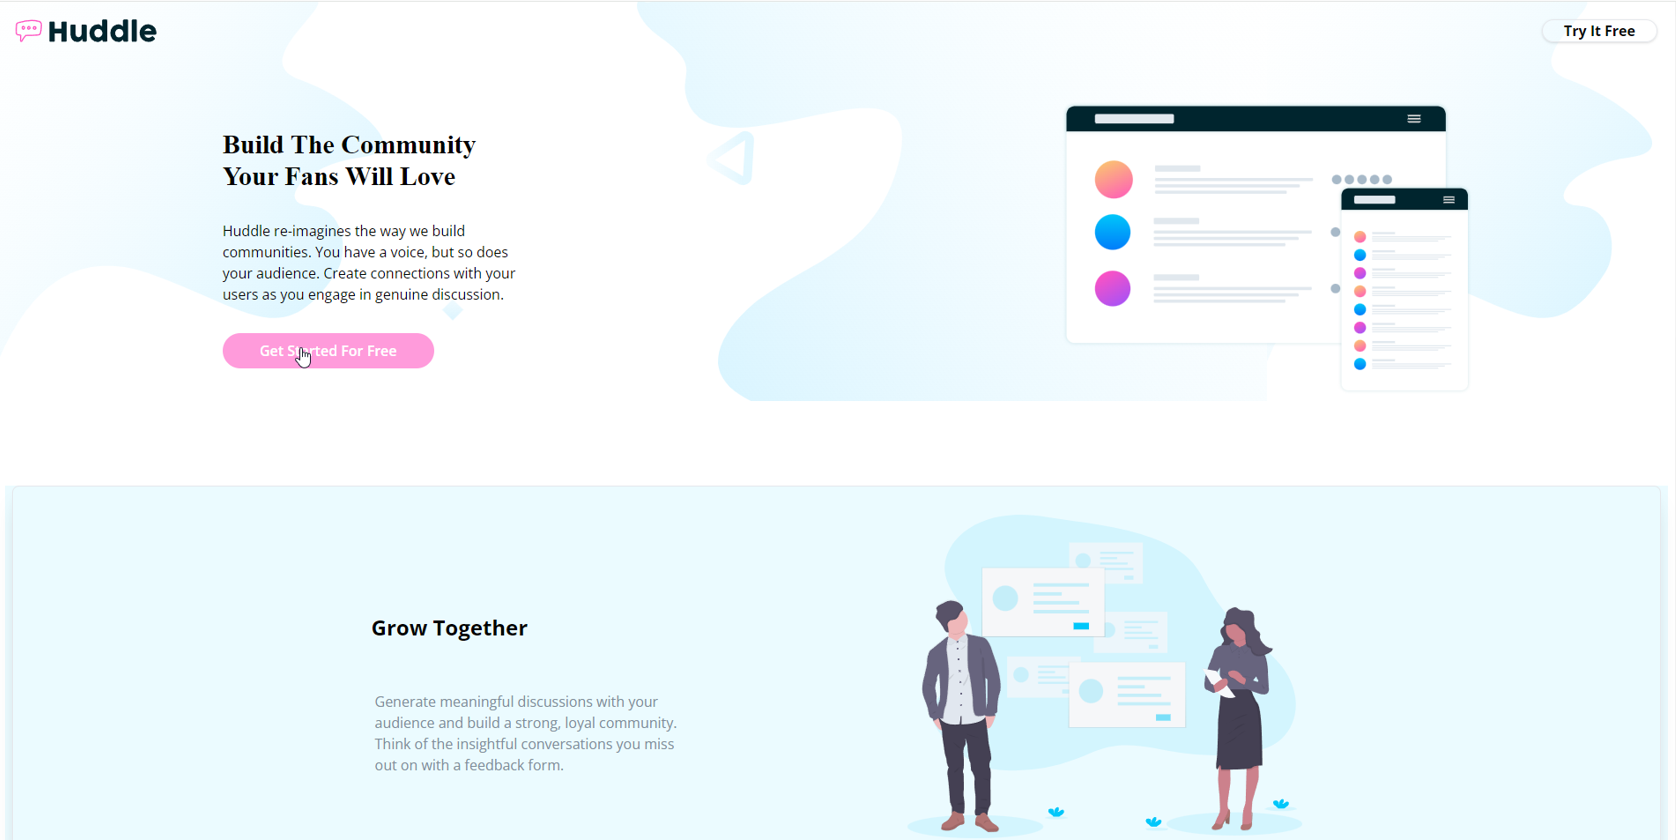 Huddle
Try It Free
Build The Community
Your Fans Will Love
Huddle re-imagines the way we build
communities. You have a voice, but so does
your audience. Create connections with your
users as you engage in genuine discussion.
Get Started For Free
Grow Together
Generate meaningful discussions with your
audience and build a strong, loyal community.
Think of the insightful conversations you miss
out on with a feedback form.